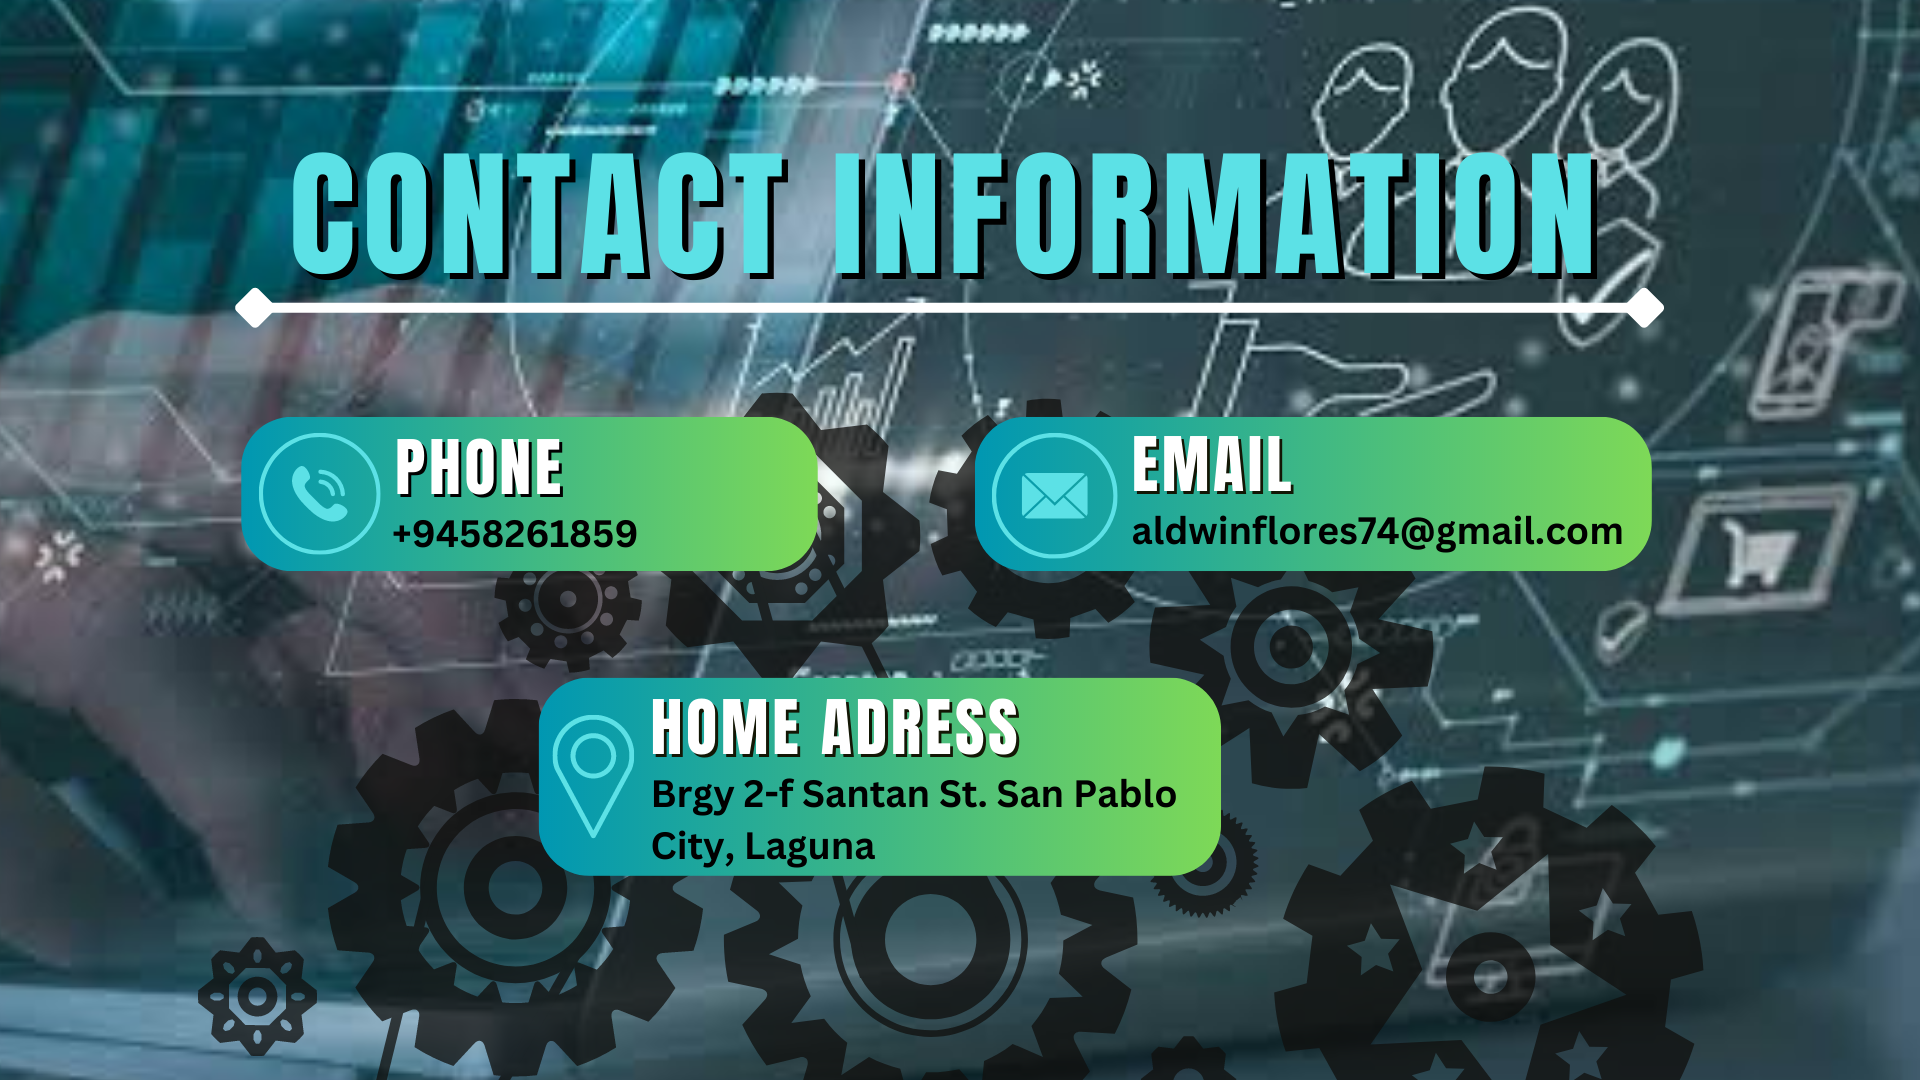 CONTACT INFORMATION
PHONE
+9458261859
EMAIL
aldwinflores74@gmail.com
HOME ADRESS
Brgy 2-f Santan St. San Pablo
City, Laguna